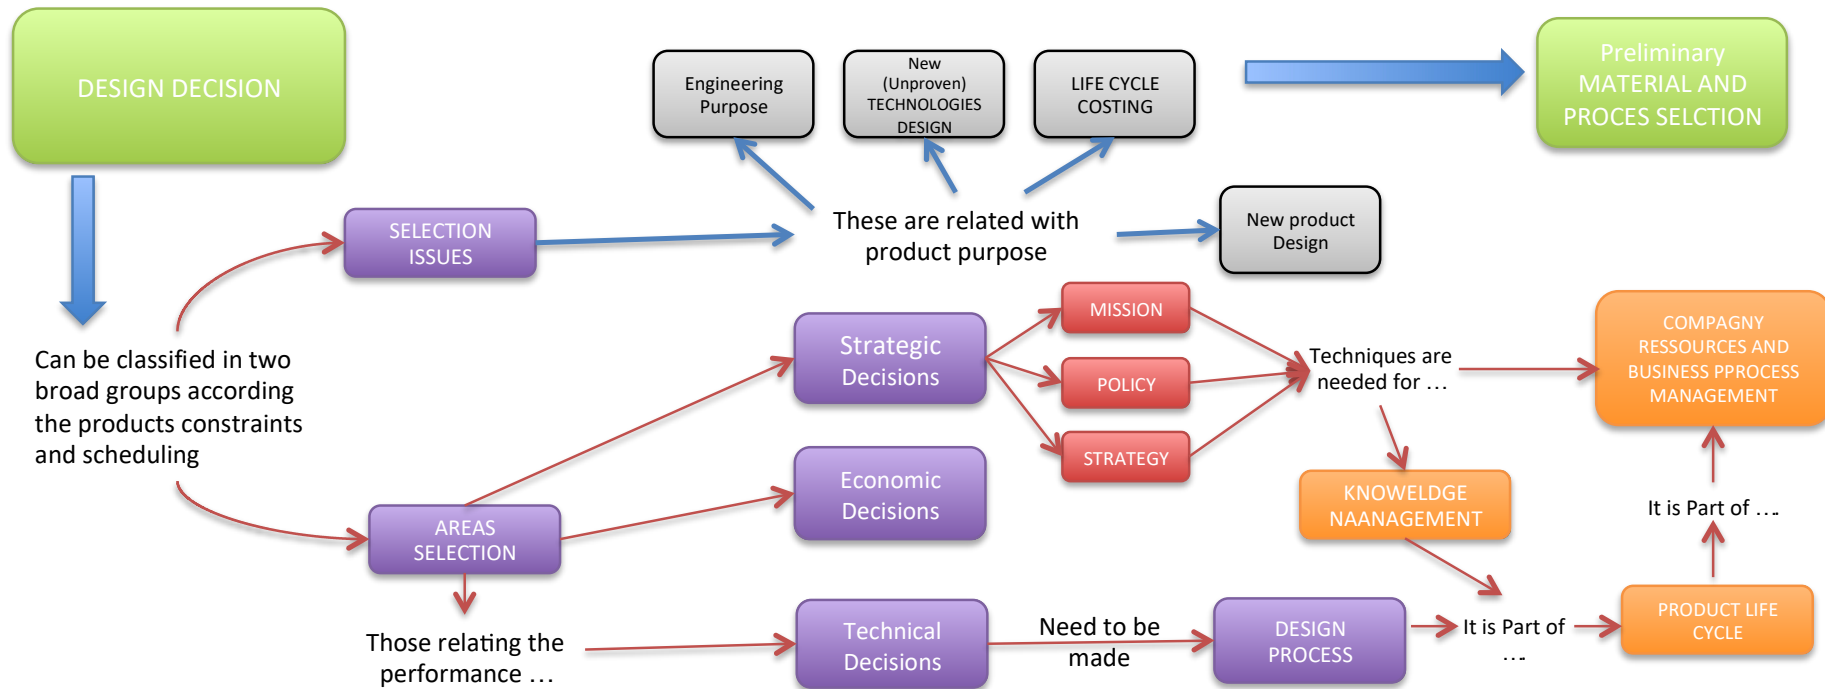 DESIGN DECISION
Engineering
Purpose
New
(Unproven)
TECHNOLOGIES
DESIGN
LIFE CYCLE
COSTING
Preliminary
MATERIAL AND
PROCES SELCTION
SELECTION
ISSUES
These are related with
product purpose
New product
Design
Can be classified in two
broad groups according
the products constraints
and scheduling
Strategic
Decisions
MISSION
POLICY
STRATEGY
Techniques are
needed for ...
COMPAGNY
RESSOURCES AND
BUSINESS PPROCESS
MANAGEMENT
Economic
Decisions
AREAS
SELECTION
KNOWELDGE
NAANAGEMENT
It is Part of ....
Those relating the
performance ...
Technical
Decisions
Need to be
made
DESIGN
PROCESS
It is Part of
....
PRODUCT LIFE
CYCLE